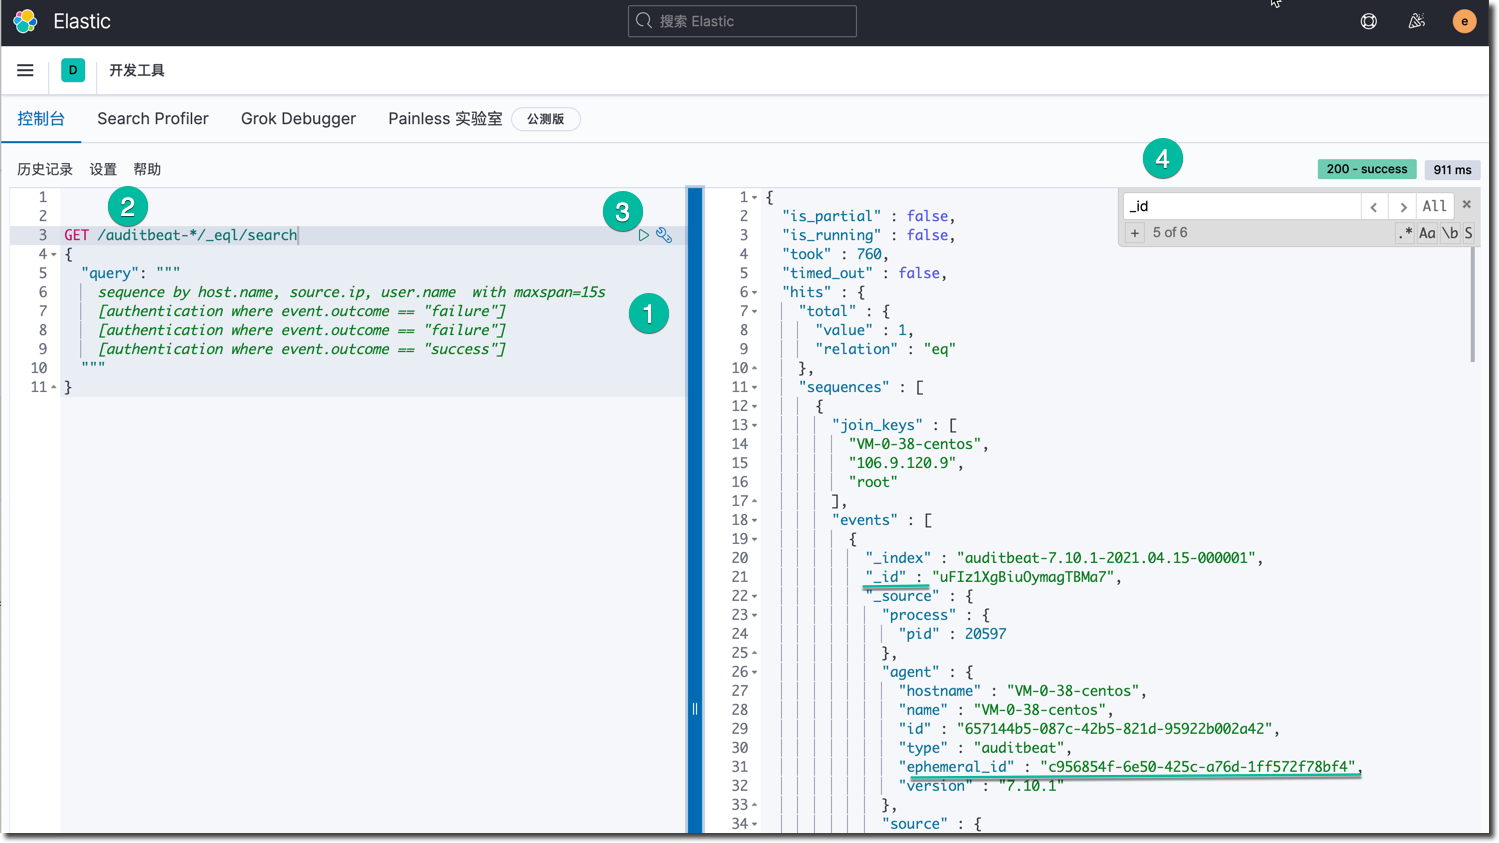 Elastic
搜索 Elastic
e
D
开发工具
控制台
Search Profiler
Grok Debugger
Painless 实验室
公测版
历史记录
设置
帮助
4
200 - success
911 ms
2
3
1
1
2
3 GET /auditbeat-*/_eql/search
4 {
5 "query": """
6 sequence by host.name, source.ip, user.name  with maxspan=15s
7 [authentication where event.outcome == "failure"]
8 [authentication where event.outcome == "failure"]
9 [authentication where event.outcome == "success"]
10 """
11 }
_id
All
+ 5 of 6
.* Aa \b S
1 {
2 "is_partial" : false,
3 "is_running" : false,
4 "took" : 760,
5 "timed_out" : false,
6 "hits" : {
7 "total" : {
8 "value" : 1,
9 "relation" : "eq"
10 },
11 "sequences" : [
12 {
13 "join_keys" : [
14 "VM-0-38-centos",
15 "106.9.120.9",
16 "root"
17 ],
18 "events" : [
19 {
20 "_index" : "auditbeat-7.10.1-2021.04.15-000001",
21 "_id" : "uFIz1XgBiuOymagTBMa7",
22 "_source" : {
23 "process" : {
24 "pid" : 20597
25 },
26 "agent" : {
27 "hostname" : "VM-0-38-centos",
28 "name" : "VM-0-38-centos",
29 "id" : "657144b5-087c-42b5-821d-95922b002a42",
30 "type" : "auditbeat",
31 "ephemeral_id" : "c956854f-6e50-425c-a76d-1ff572f78bf4",
32 "version" : "7.10.1"
33 },
34 "source" : {